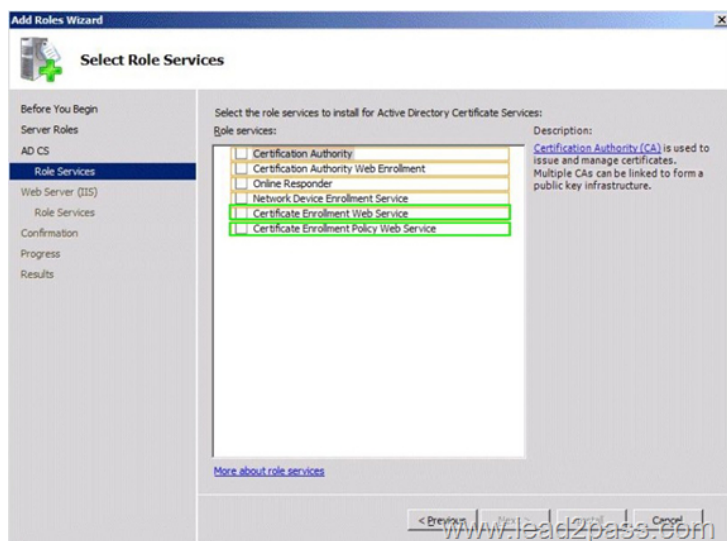 Add Roles Wizard
X
Select Role Services
Before You Begin
Server Roles
AD CS
Role Services
Web Server (IIS)
Role Services
Confirmation
Progress
Results
Select the role services to install for Active Directory Certificate Services:
Role services:
Certification Authority
Certification Authority Web Enrollment
Online Responder
Network Device Enrollment Service
Certificate Enrollment Web Service
Certificate Enrollment Policy Web Service
Description:
Certification Authority (CA) is used to
issue and manage certificates.
Multiple CAs can be linked to form a
public key infrastructure.
More about role services
< Previous Next > Install Cancel
www.lead2pass.com